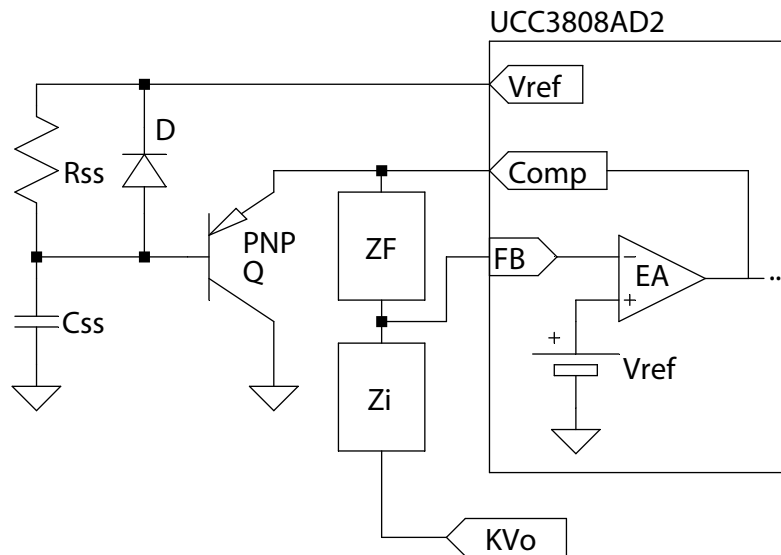 UCC3808AD2
Vref
D
Rss
Comp
PNP
Q
ZF
FB
−
EA
+
Css
+
Vref
Zi
KVo